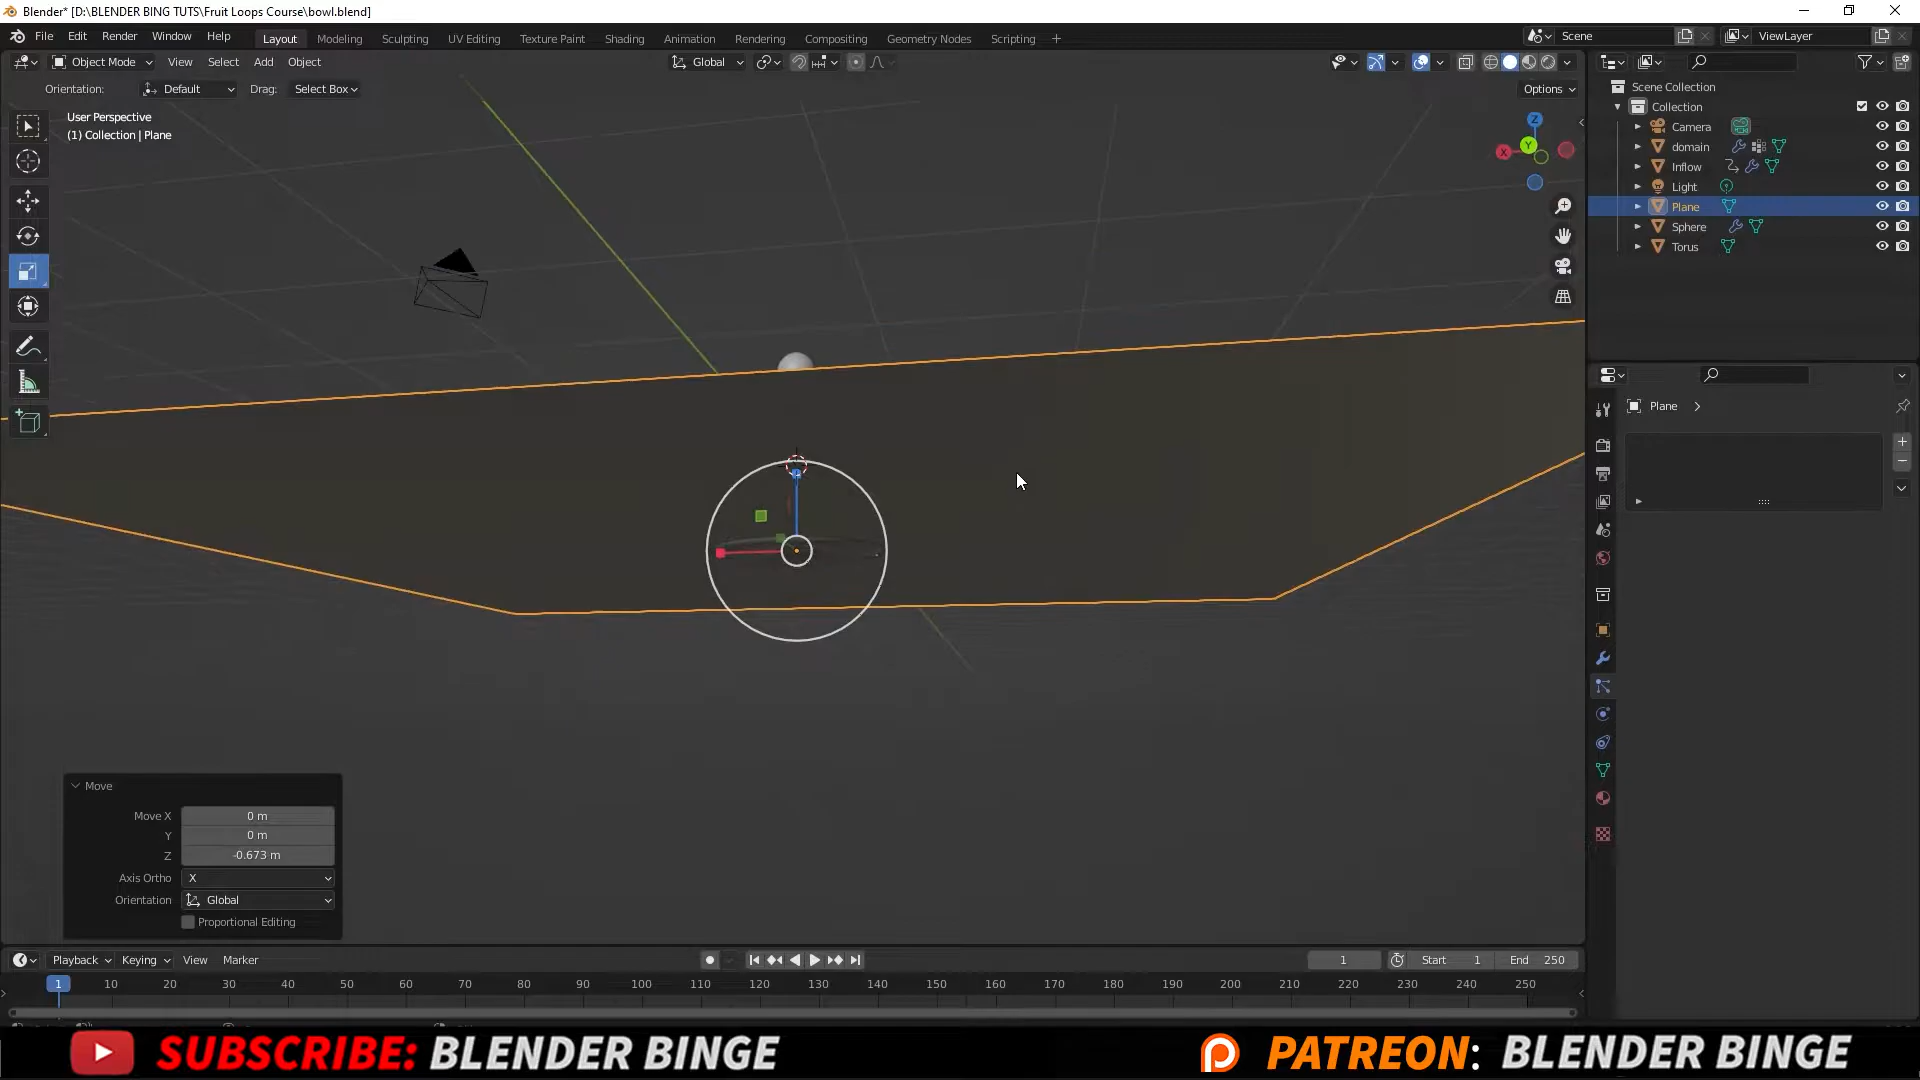 Blender* [D:\BLENDER BING TUTS\Fruit Loops Course\bowl.blend]
File Edit Render Window Help Layout Modeling Sculpting UV Editing Texture Paint Shading Animation Rendering Compositing Geometry Nodes Scripting + Scene ViewLayer
Object Mode View Select Add Object Global
Orientation: Default Drag: Select Box Options
User Perspective
(1) Collection | Plane
Z
Y
X
Scene Collection
Collection
Camera
domain
Inflow
Light
Plane
Sphere
Torus
Plane
Move
Move X 0 m
Y 0 m
Z -0.673 m
Axis Ortho X
Orientation Global
Proportional Editing
Playback Keying View Marker 1 Start 1 End 250
1 10 20 30 40 50 60 70 80 90 100 110 120 130 140 150 160 170 180 190 200 210 220 230 240 250
SUBSCRIBE: BLENDER BINGE PATREON: BLENDER BINGE